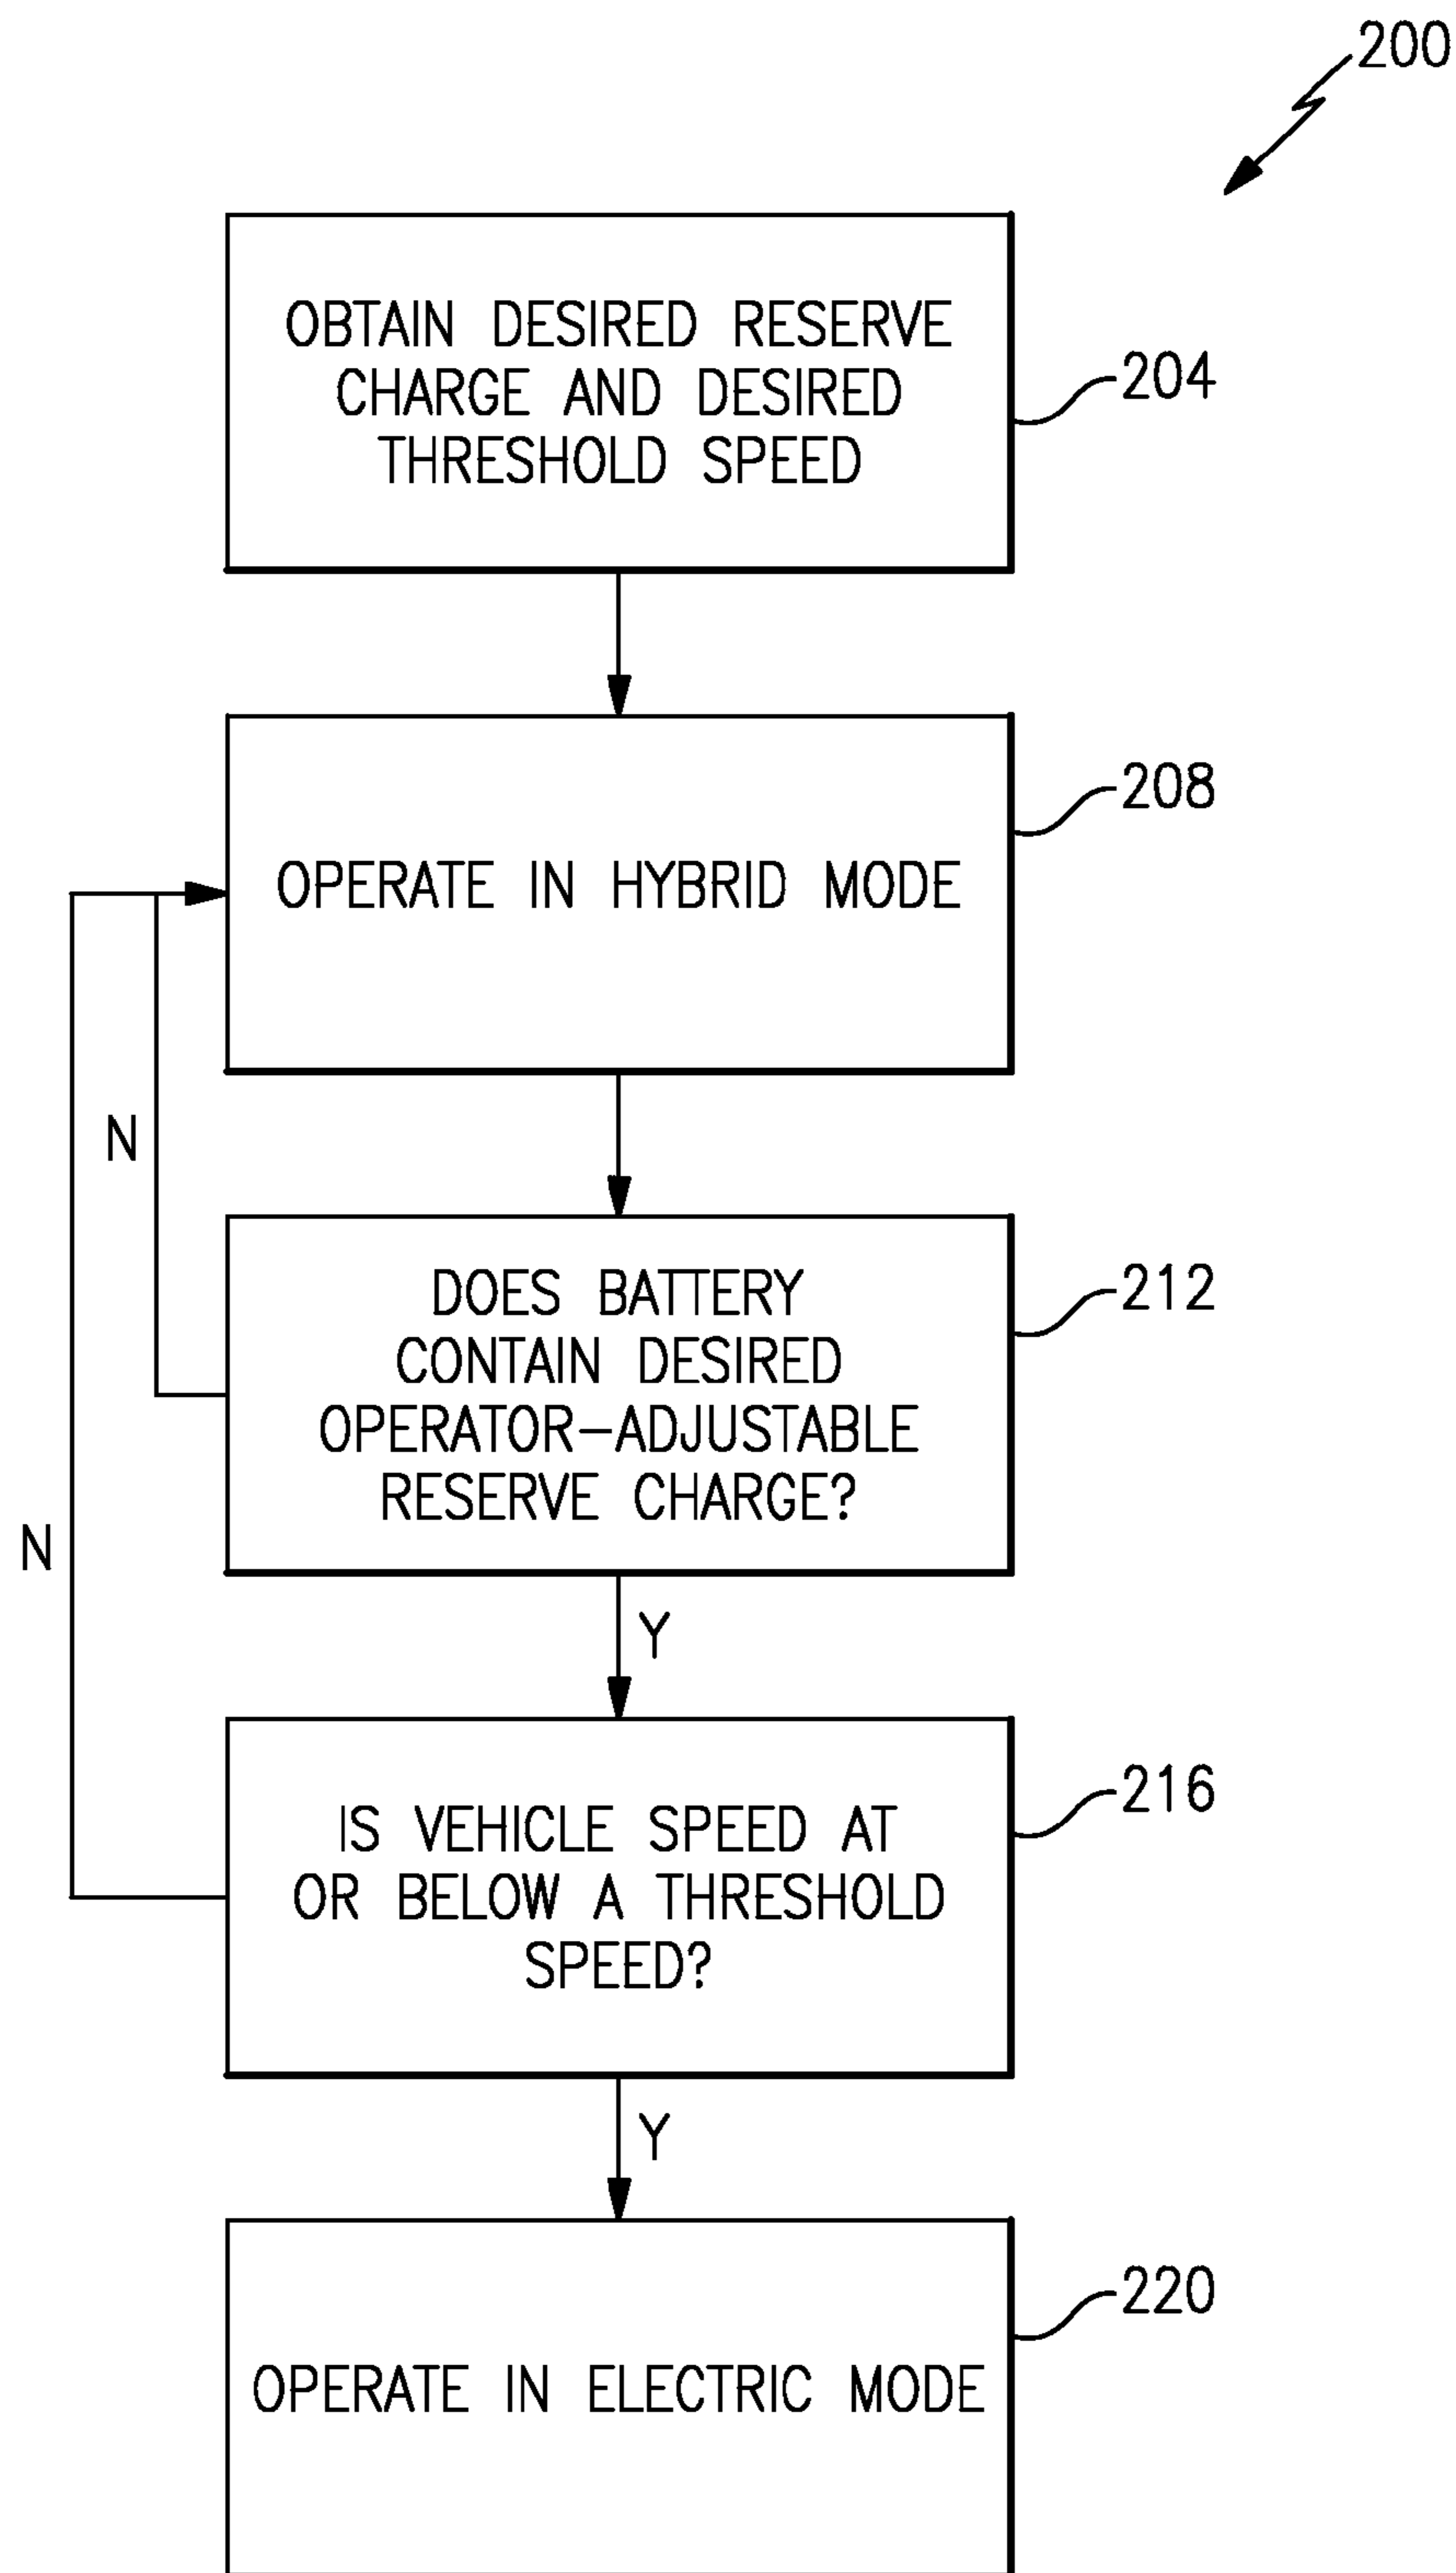 200
OBTAIN DESIRED RESERVE
CHARGE AND DESIRED
THRESHOLD SPEED
204
OPERATE IN HYBRID MODE
208
N
DOES BATTERY
CONTAIN DESIRED
OPERATOR-ADJUSTABLE
RESERVE CHARGE?
212
N
Y
IS VEHICLE SPEED AT
OR BELOW A THRESHOLD
SPEED?
216
Y
OPERATE IN ELECTRIC MODE
220